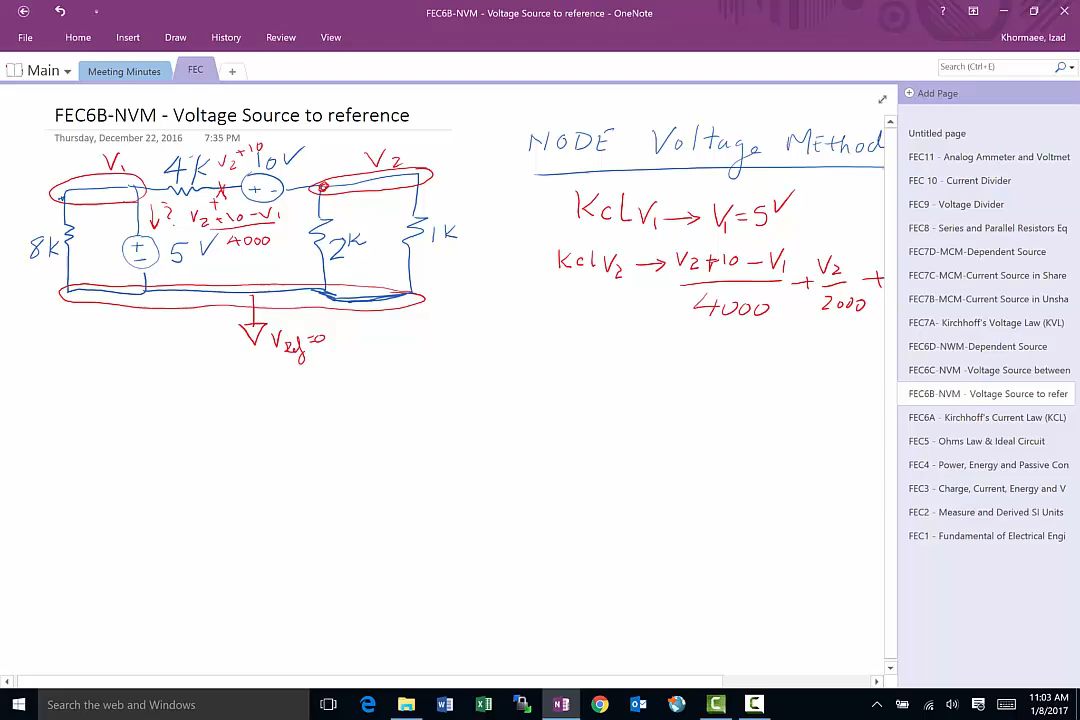 FEC6B-NVM - Voltage Source to reference - OneNote
File Home Insert Draw History Review View
Khormaee, Izad
Main Meeting Minutes FEC
Search (Ctrl+E)
Add Page
FEC6B-NVM - Voltage Source to reference
Thursday, December 22, 2016 7:35 PM
V1 4K V2+10 10V V2
+ -
↓? V2+10-V1
4000
8K + - 5V 2K 1K
VRef=0
NODE Voltage Method
KCL V1 → V1=5V
KCL V2 → V2+10-V1 / 4000 + V2 / 2000 +
Untitled page
FEC11 - Analog Ammeter and Voltmet
FEC 10 - Current Divider
FEC9 - Voltage Divider
FEC8 - Series and Parallel Resistors Eq
FEC7D-MCM-Dependent Source
FEC7C-MCM-Current Source in Share
FEC7B-MCM-Current Source in Unsha
FEC7A- Kirchhoff's Voltage Law (KVL)
FEC6D-NWM-Dependent Source
FEC6C-NVM -Voltage Source between
FEC6B-NVM - Voltage Source to refer
FEC6A - Kirchhoff's Current Law (KCL)
FEC5 - Ohms Law & Ideal Circuit
FEC4 - Power, Energy and Passive Con
FEC3 - Charge, Current, Energy and V
FEC2 - Measure and Derived SI Units
FEC1 - Fundamental of Electrical Engi
Search the web and Windows
11:03 AM
1/8/2017